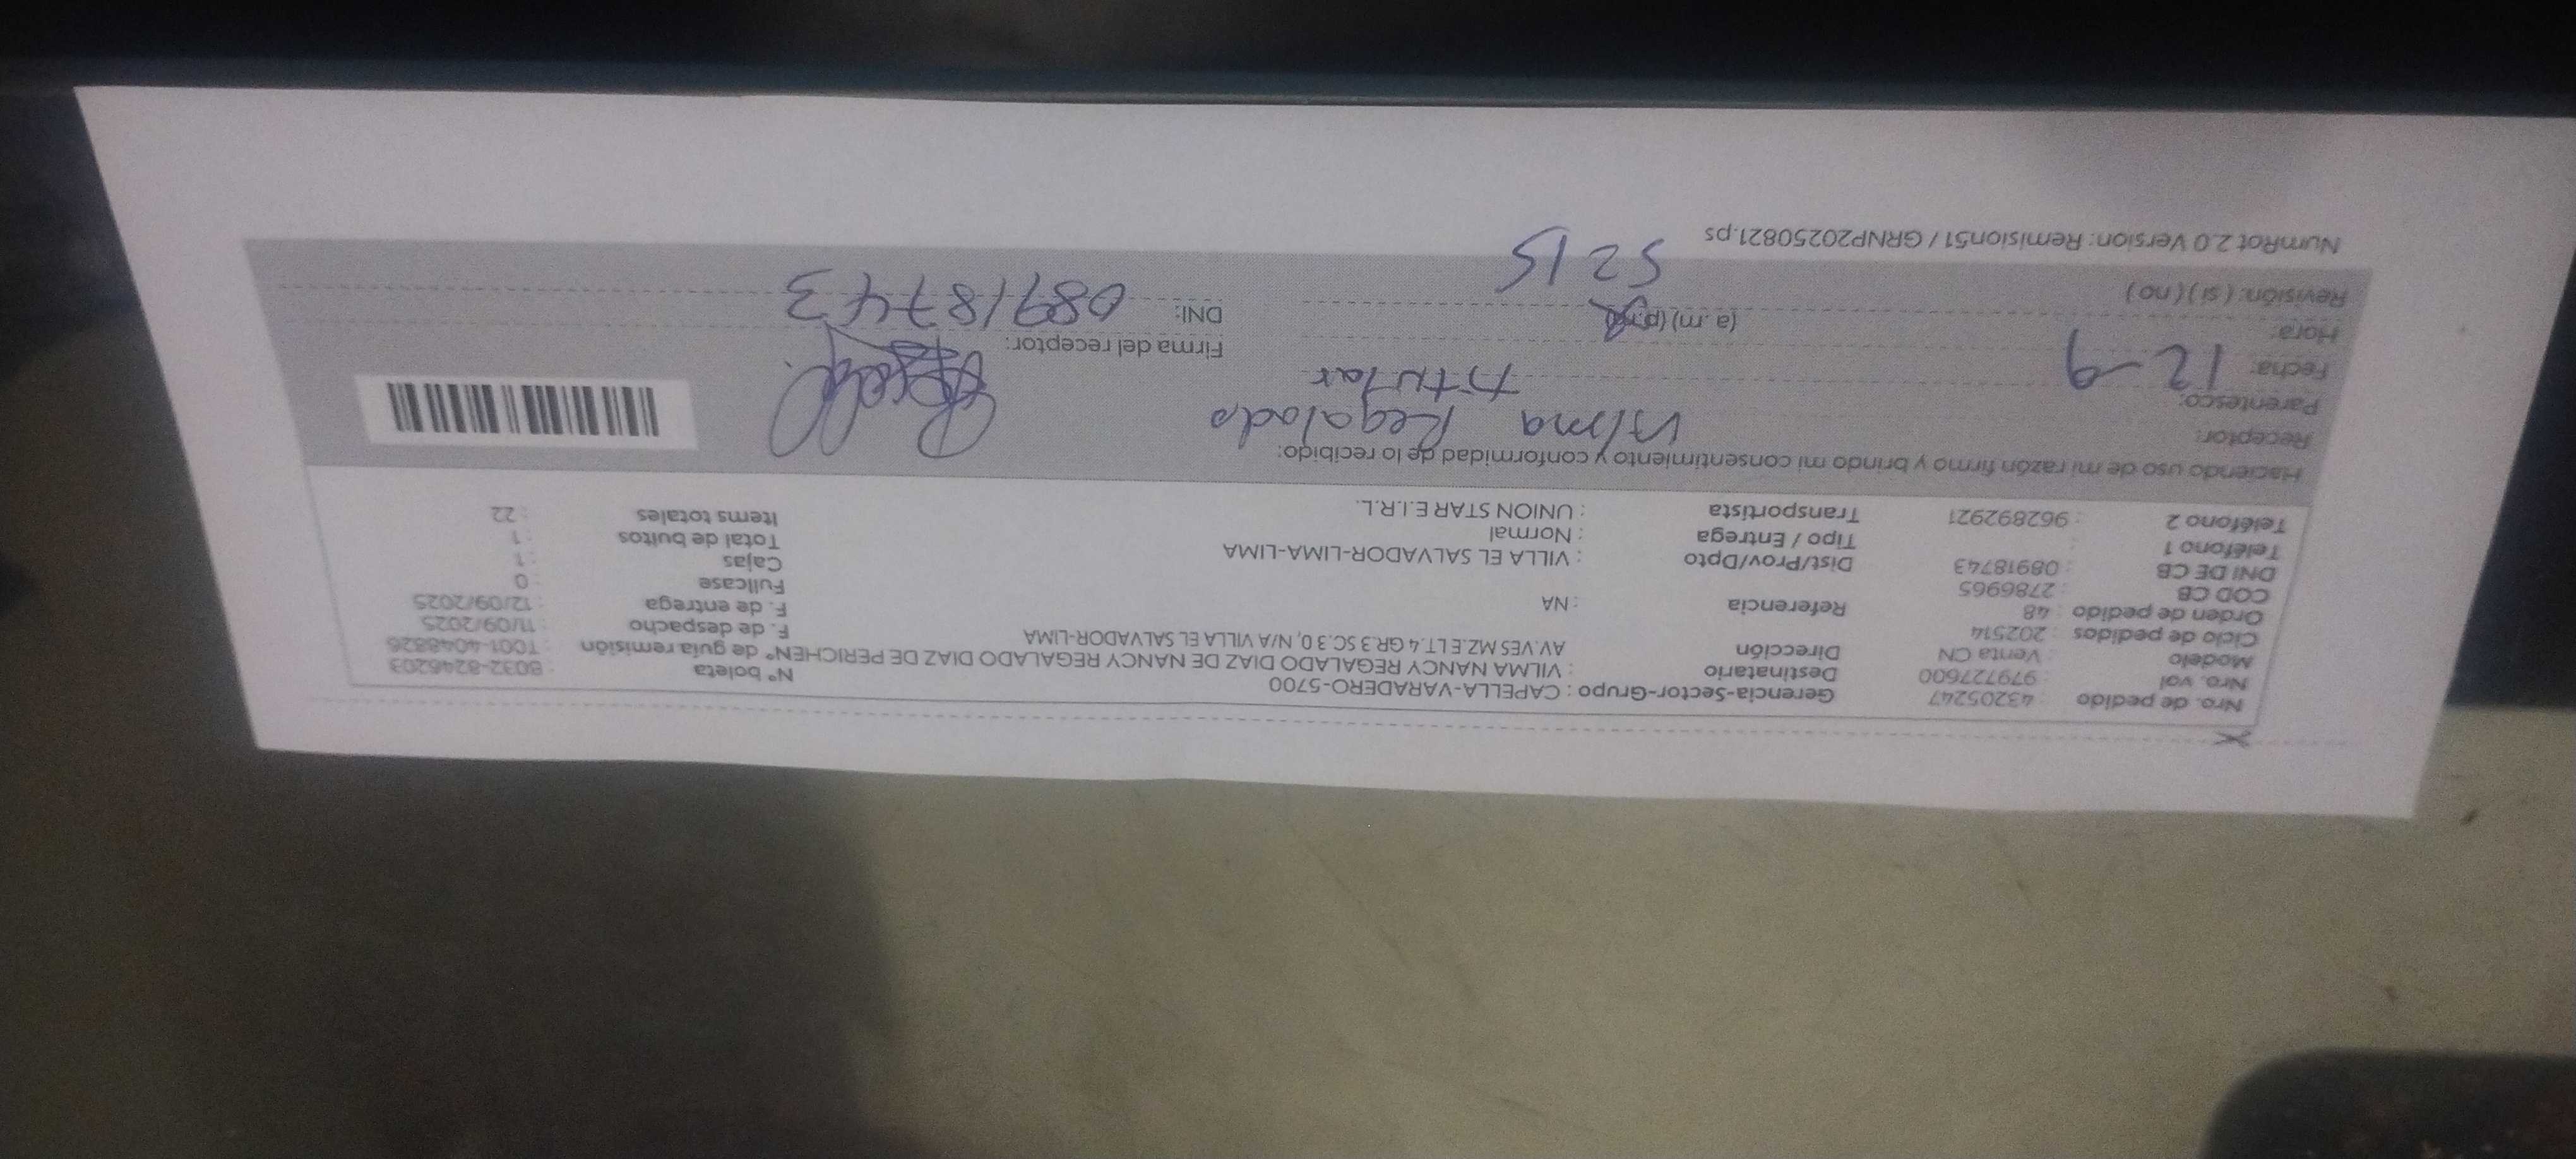 Nro. de pedido : 43205247 Gerencia-Sector-Grupo : CAPELLA-VARADERO-5700 N° boleta : B032-8246203
Nro. val : 979727600 Destinatario : VILMA NANCY REGALADO DIAZ DE NANCY REGALADO DIAZ DE PERICHEN N° de guía remisión : T001-4048826
Modelo : Venta CN Dirección AV.VES MZ.E LT.4 GR 3 SC 3 0, N/A VILLA EL SALVADOR-LIMA F. de despacho : 11/09/2025
Ciclo de pedidos : 202514 F. de entrega : 12/09/2025
Orden de pedido : 48 Referencia : NA Fullcase : 0
COD CB : 2786965 Cajas : 1
DNI DE CB : 08918743 Dist/Prov/Dpto : VILLA EL SALVADOR-LIMA-LIMA Total de bultos : 1
Teléfono 1 : Tipo / Entrega : Normal Items totales : 22
Teléfono 2 : 962892921 Transportista : UNION STAR E.I.R.L.
Haciendo uso de mi razón firmo y brindo mi consentimiento y conformidad de lo recibido:
Receptor: Vilma Regalado
Parentesco: titular
Fecha: 12-9 Firma del receptor:
Hora: (a. m) (p.m)
Revisión: ( si ) ( no ) 5215 DNI: 08918743
NumRot 2.0 Version: Remision51 / GRNP20250821.ps